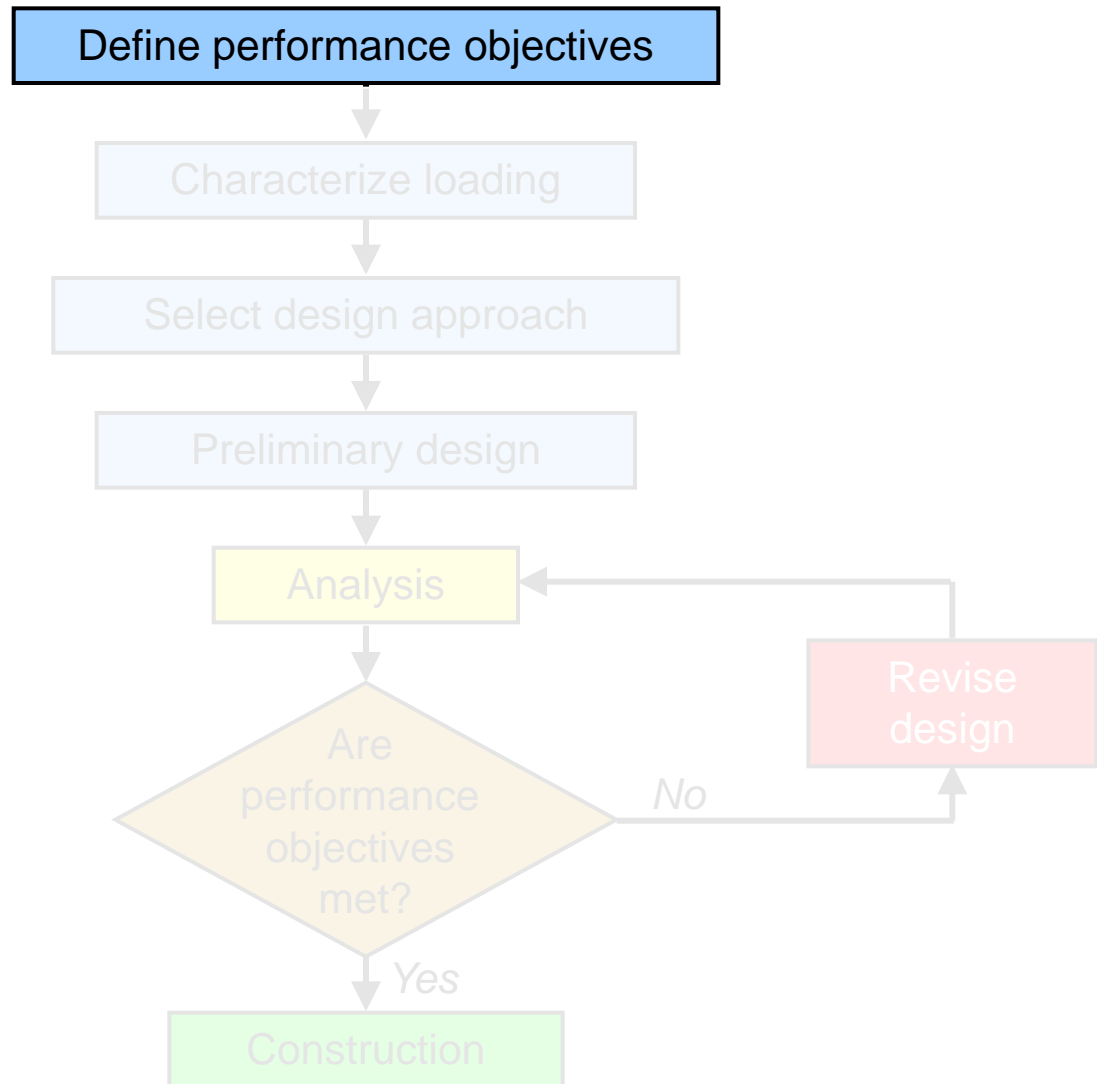 Define performance objectives
Characterize loading
Select design approach
Preliminary design
Analysis
Revise
design
Are
performance
objectives
met?
No
Yes
Construction